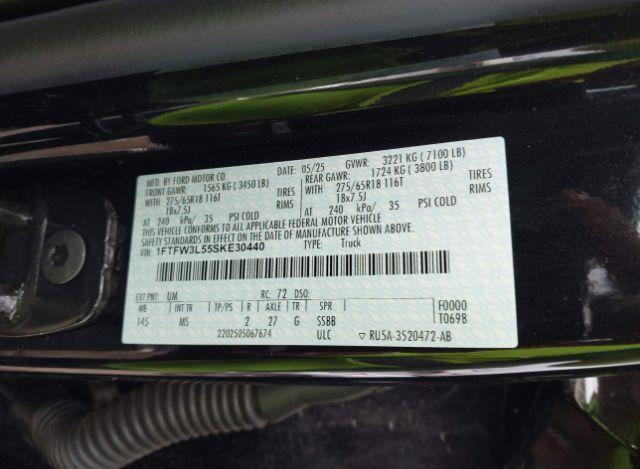 MFD. BY FORD MOTOR CO. DATE: 05/25 GVWR: 3221 KG ( 7100 LB)
FRONT GAWR: 1565 KG ( 3450 LB) REAR GAWR: 1724 KG ( 3800 LB)
WITH 275/65R18 116T TIRES WITH 275/65R18 116T TIRES
18x7.5J RIMS 18x7.5J RIMS
AT 240 kPa/ 35 PSI COLD AT 240 kPa/ 35 PSI COLD
THIS VEHICLE CONFORMS TO ALL APPLICABLE FEDERAL MOTOR VEHICLE
SAFETY STANDARDS IN EFFECT ON THE DATE OF MANUFACTURE SHOWN ABOVE.
VIN: 1FTFW3L55SKE30440 TYPE: Truck
EXT PNT: UM RC: 72 DSO:
WB INT TR TP/PS R AXLE TR SPR F0000
145 MS 2 27 G SSBB T0698
2202505067674 ULC ▽ RU5A-3520472-AB